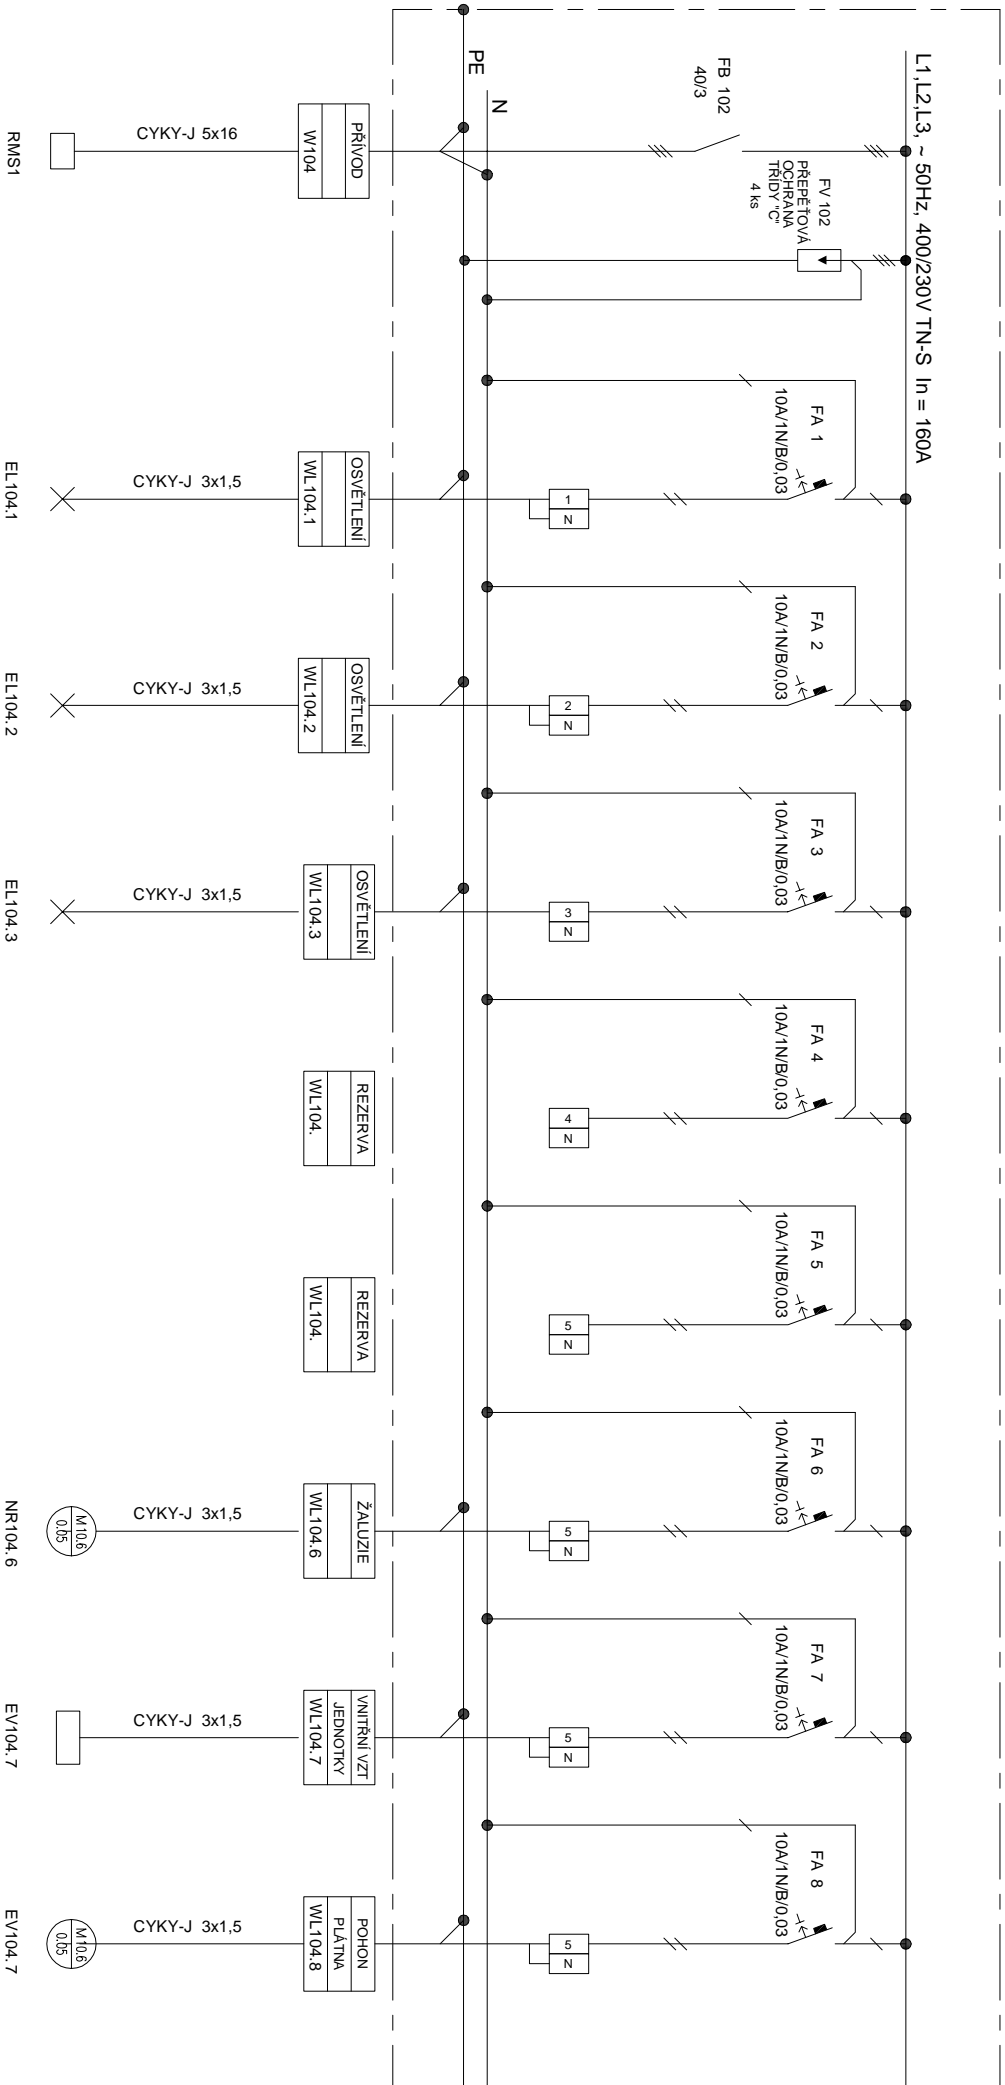 L1,L2,L3, ~ 50Hz, 400/230V TN-S In = 160A
PE
N
FB 102
40/3
PŘÍVOD
W104
CYKY-J 5x16
RMS1
FV 102
PŘEPĚŤOVÁ
OCHRANA
TŘÍDY "C"
4 ks
FA 1
10A/1N/B/0,03
1
N
OSVĚTLENÍ
WL104.1
CYKY-J 3x1,5
EL104.1
FA 2
10A/1N/B/0,03
2
N
OSVĚTLENÍ
WL104.2
CYKY-J 3x1,5
EL104.2
FA 3
10A/1N/B/0,03
3
N
OSVĚTLENÍ
WL104.3
CYKY-J 3x1,5
EL104.3
FA 4
10A/1N/B/0,03
4
N
REZERVA
WL104.
FA 5
10A/1N/B/0,03
5
N
REZERVA
WL104.
FA 6
10A/1N/B/0,03
5
N
ŽALUZIE
WL104.6
CYKY-J 3x1,5
M10.6
0.05
NR104.6
FA 7
10A/1N/B/0,03
5
N
VNITŘNÍ VZT
JEDNOTKY
WL104.7
CYKY-J 3x1,5
EV104.7
FA 8
10A/1N/B/0,03
5
N
POHON
PLÁTNA
WL104.8
CYKY-J 3x1,5
M10.6
0.05
EV104.7